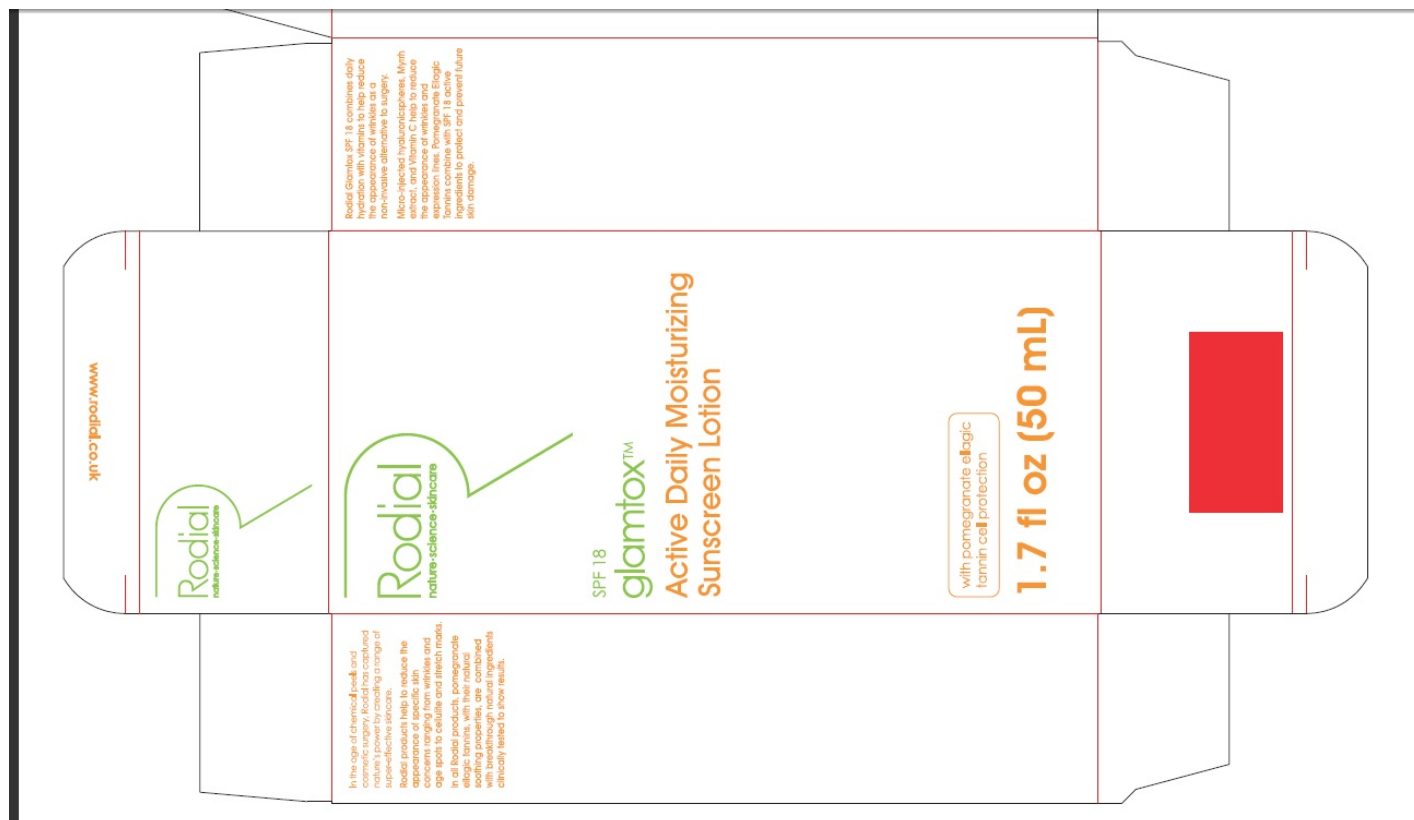 Rodial Glamtox SPF 18 combines daily
hydration with vitamins to help reduce
the appearance of wrinkles as a
non-invasive alternative to surgery.
Micro-injected hyaluronicspheres, Myrrh
extract, and Vitamin C help to reduce
the appearance of wrinkles and
expression lines. Pomegranate Ellagic
Tannins combine with SPF 18 active
ingredients to protect and prevent future
skin damage.
www.rodial.co.uk
Rodial
nature·science·skincare
Rodial
nature·science·skincare
SPF 18
glamtox™
Active Daily Moisturizing
Sunscreen Lotion
with pomegranate ellagic
tannin cell protection
1.7 fl oz (50 mL)
In the age of chemical peels and
cosmetic surgery, Rodial has captured
nature's power by creating a range of
super-effective skincare.
Rodial products help to reduce the
appearance of specific skin
concerns ranging from wrinkles and
age spots to cellulite and stretch marks.
In all Rodial products, pomegranate
ellagic tannins, with their natural
soothing properties, are combined
with breakthrough natural ingredients
clinically tested to show results.